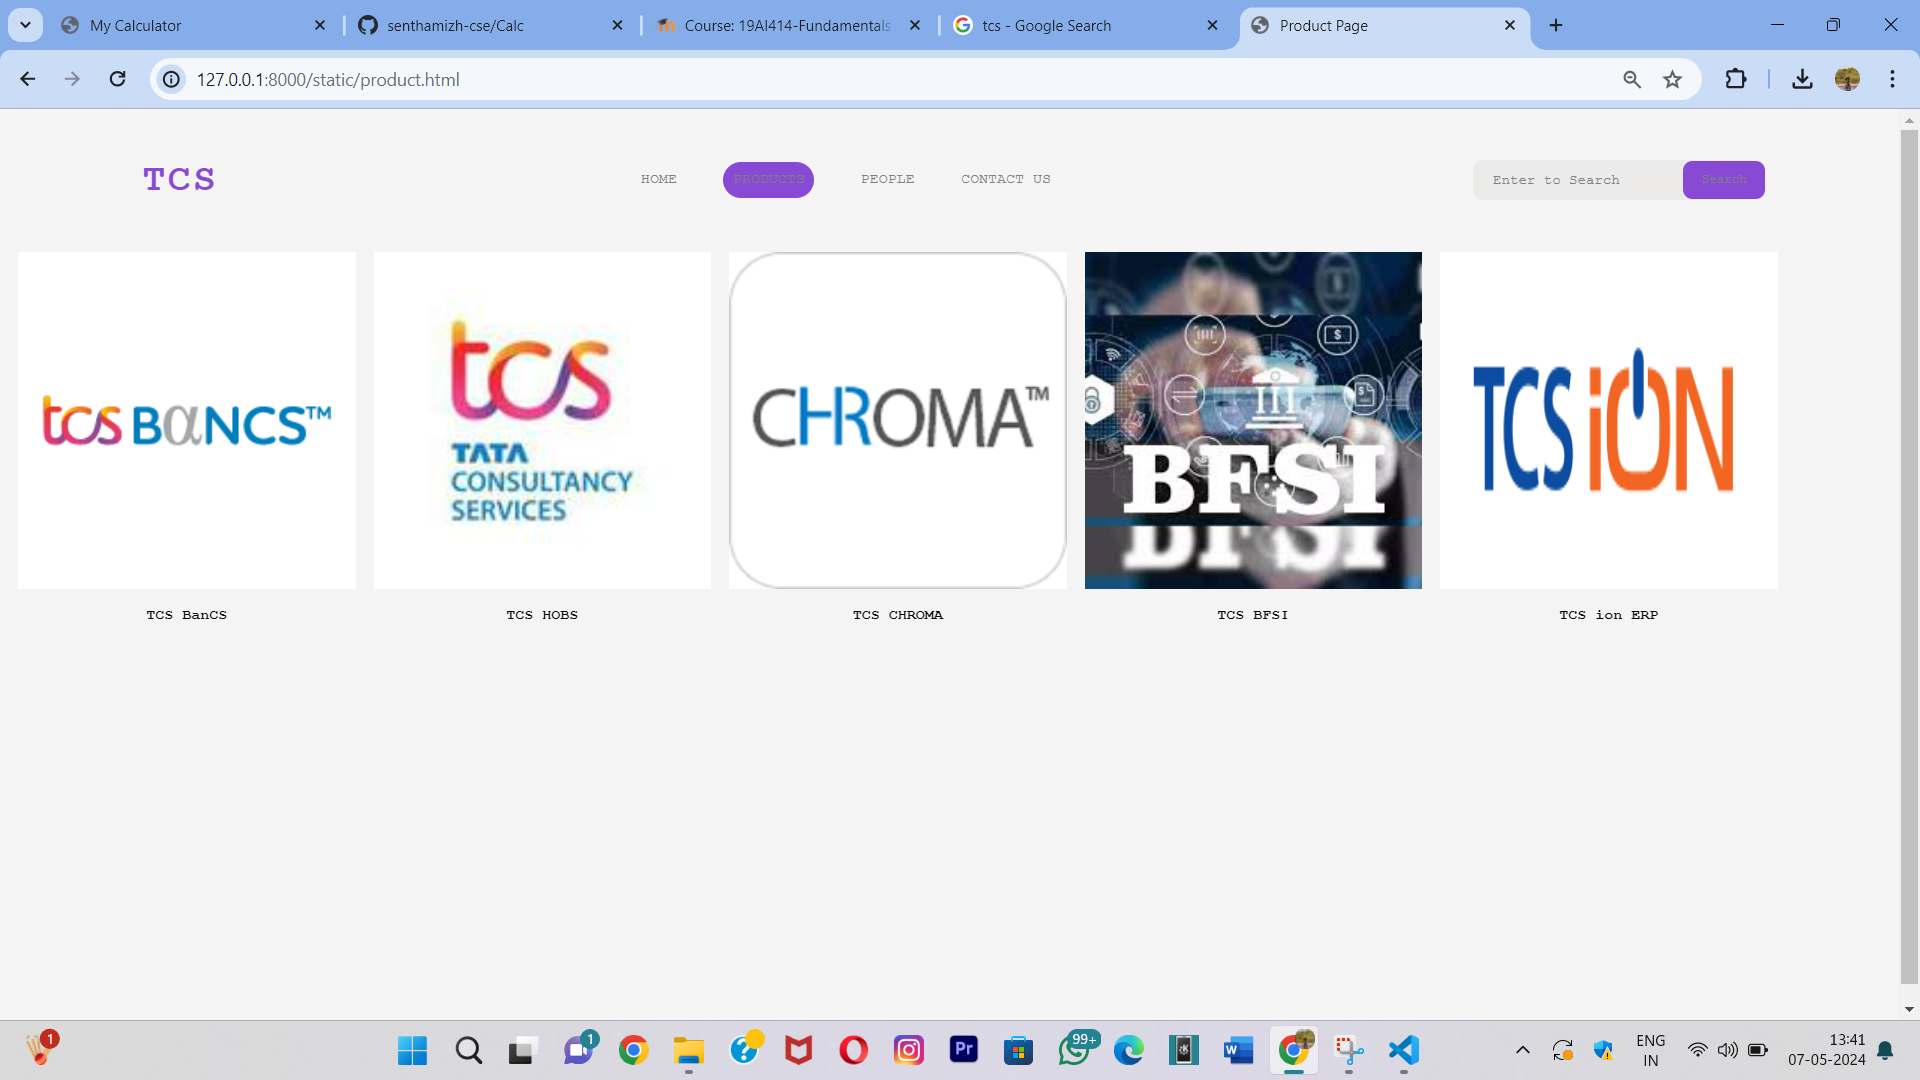 My Calculator
senthamizh-cse/Calc
Course: 19AI414-Fundamentals
tcs - Google Search
Product Page
127.0.0.1:8000/static/product.html
TCS
HOME
PRODUCTS
PEOPLE
CONTACT US
Enter to Search
Search
tcs BαNCS™
tcs
TATA
CONSULTANCY
SERVICES
CHROMA™
BFSI
TCS iON
TCS BanCS
TCS HOBS
TCS CHROMA
TCS BFSI
TCS ion ERP
1
1
99+
Pr
W
ENG
IN
13:41
07-05-2024